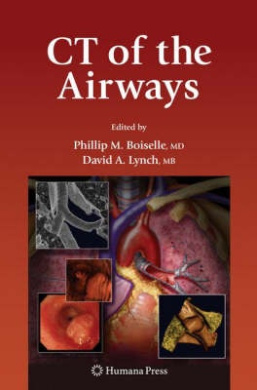 CT of the
Airways
Edited by
Phillip M. Boiselle, MD
David A. Lynch, MB
Humana Press